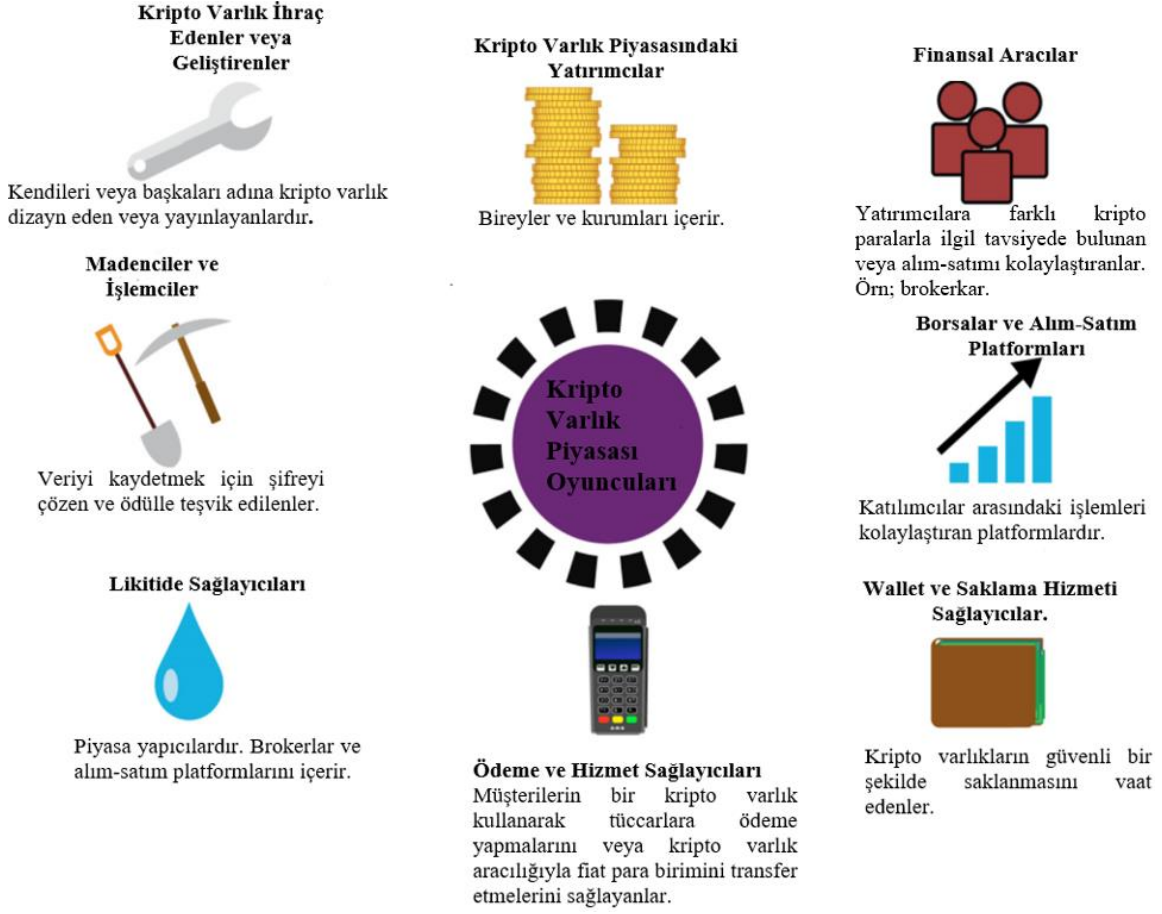 Kripto Varlık İhraç
Edenler veya
Geliştirenler
Kendileri veya başkaları adına kripto varlık
dizayn eden veya yayınlayanlardır.
Kripto Varlık Piyasasındaki
Yatırımcılar
Bireyler ve kurumları içerir.
Finansal Aracılar
Yatırımcılara farklı kripto
paralarla ilgil tavsiyede bulunan
veya alım-satımı kolaylaştıranlar.
Örn; brokerkar.
Madenciler ve
İşlemciler
Veriyi kaydetmek için şifreyi
çözen ve ödülle teşvik edilenler.
Kripto
Varlık
Piyasası
Oyuncuları
Borsalar ve Alım-Satım
Platformları
Katılımcılar arasındaki işlemleri
kolaylaştıran platformlardır.
Likitide Sağlayıcıları
Piyasa yapıcılardır. Brokerlar ve
alım-satım platformlarını içerir.
Ödeme ve Hizmet Sağlayıcıları
Müşterilerin bir kripto varlık
kullanarak tüccarlara ödeme
yapmalarını veya kripto varlık
aracılığıyla fiat para birimini transfer
etmelerini sağlayanlar.
Wallet ve Saklama Hizmeti
Sağlayıcılar.
Kripto varlıkların güvenli bir
şekilde saklanmasını vaat
edenler.